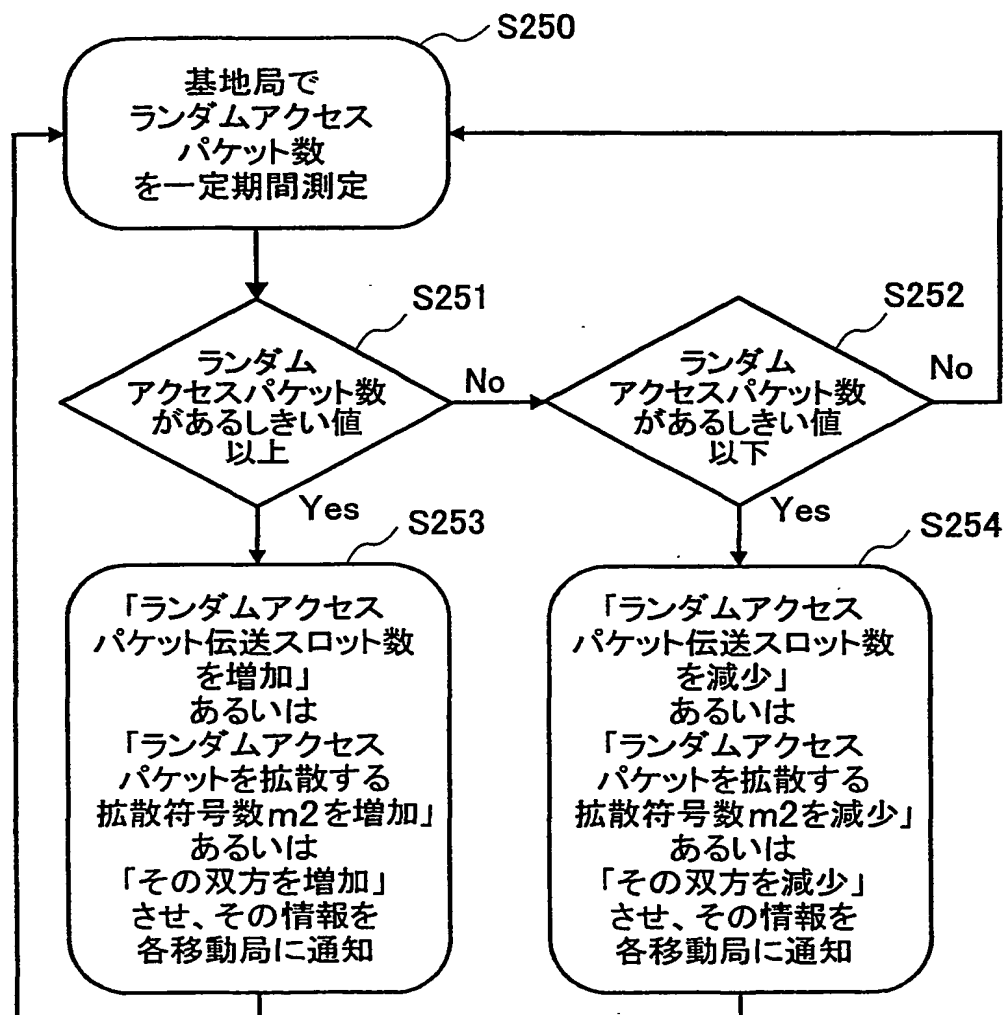 S250
基地局で
ランダムアクセス
パケット数
を一定期間測定
S251
ランダム
アクセスパケット数
があるしきい値
以上
No
Yes
S252
ランダム
アクセスパケット数
があるしきい値
以下
No
Yes
S253
「ランダムアクセス
パケット伝送スロット数
を増加」
あるいは
「ランダムアクセス
パケットを拡散する
拡散符号数m2を増加」
あるいは
「その双方を増加」
させ、その情報を
各移動局に通知
S254
「ランダムアクセス
パケット伝送スロット数
を減少」
あるいは
「ランダムアクセス
パケットを拡散する
拡散符号数m2を減少」
あるいは
「その双方を減少」
させ、その情報を
各移動局に通知